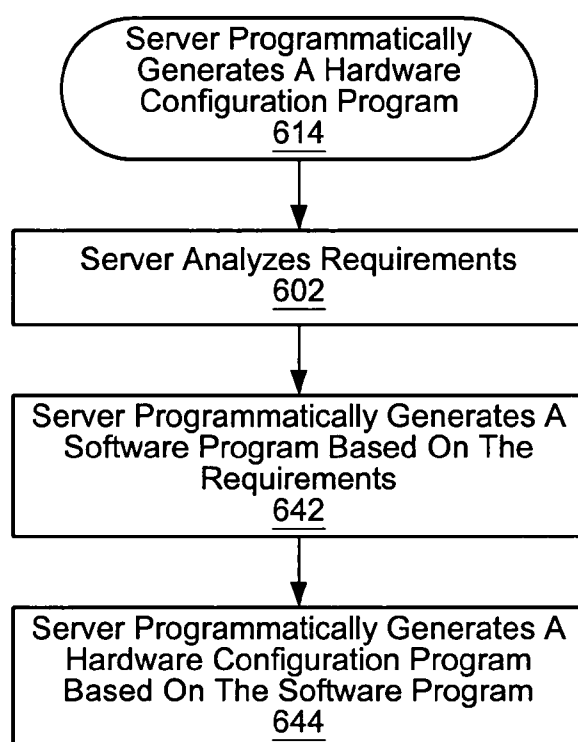 Server Programmatically
Generates A Hardware
Configuration Program
614
Server Analyzes Requirements
602
Server Programmatically Generates A
Software Program Based On The
Requirements
642
Server Programmatically Generates A
Hardware Configuration Program
Based On The Software Program
644